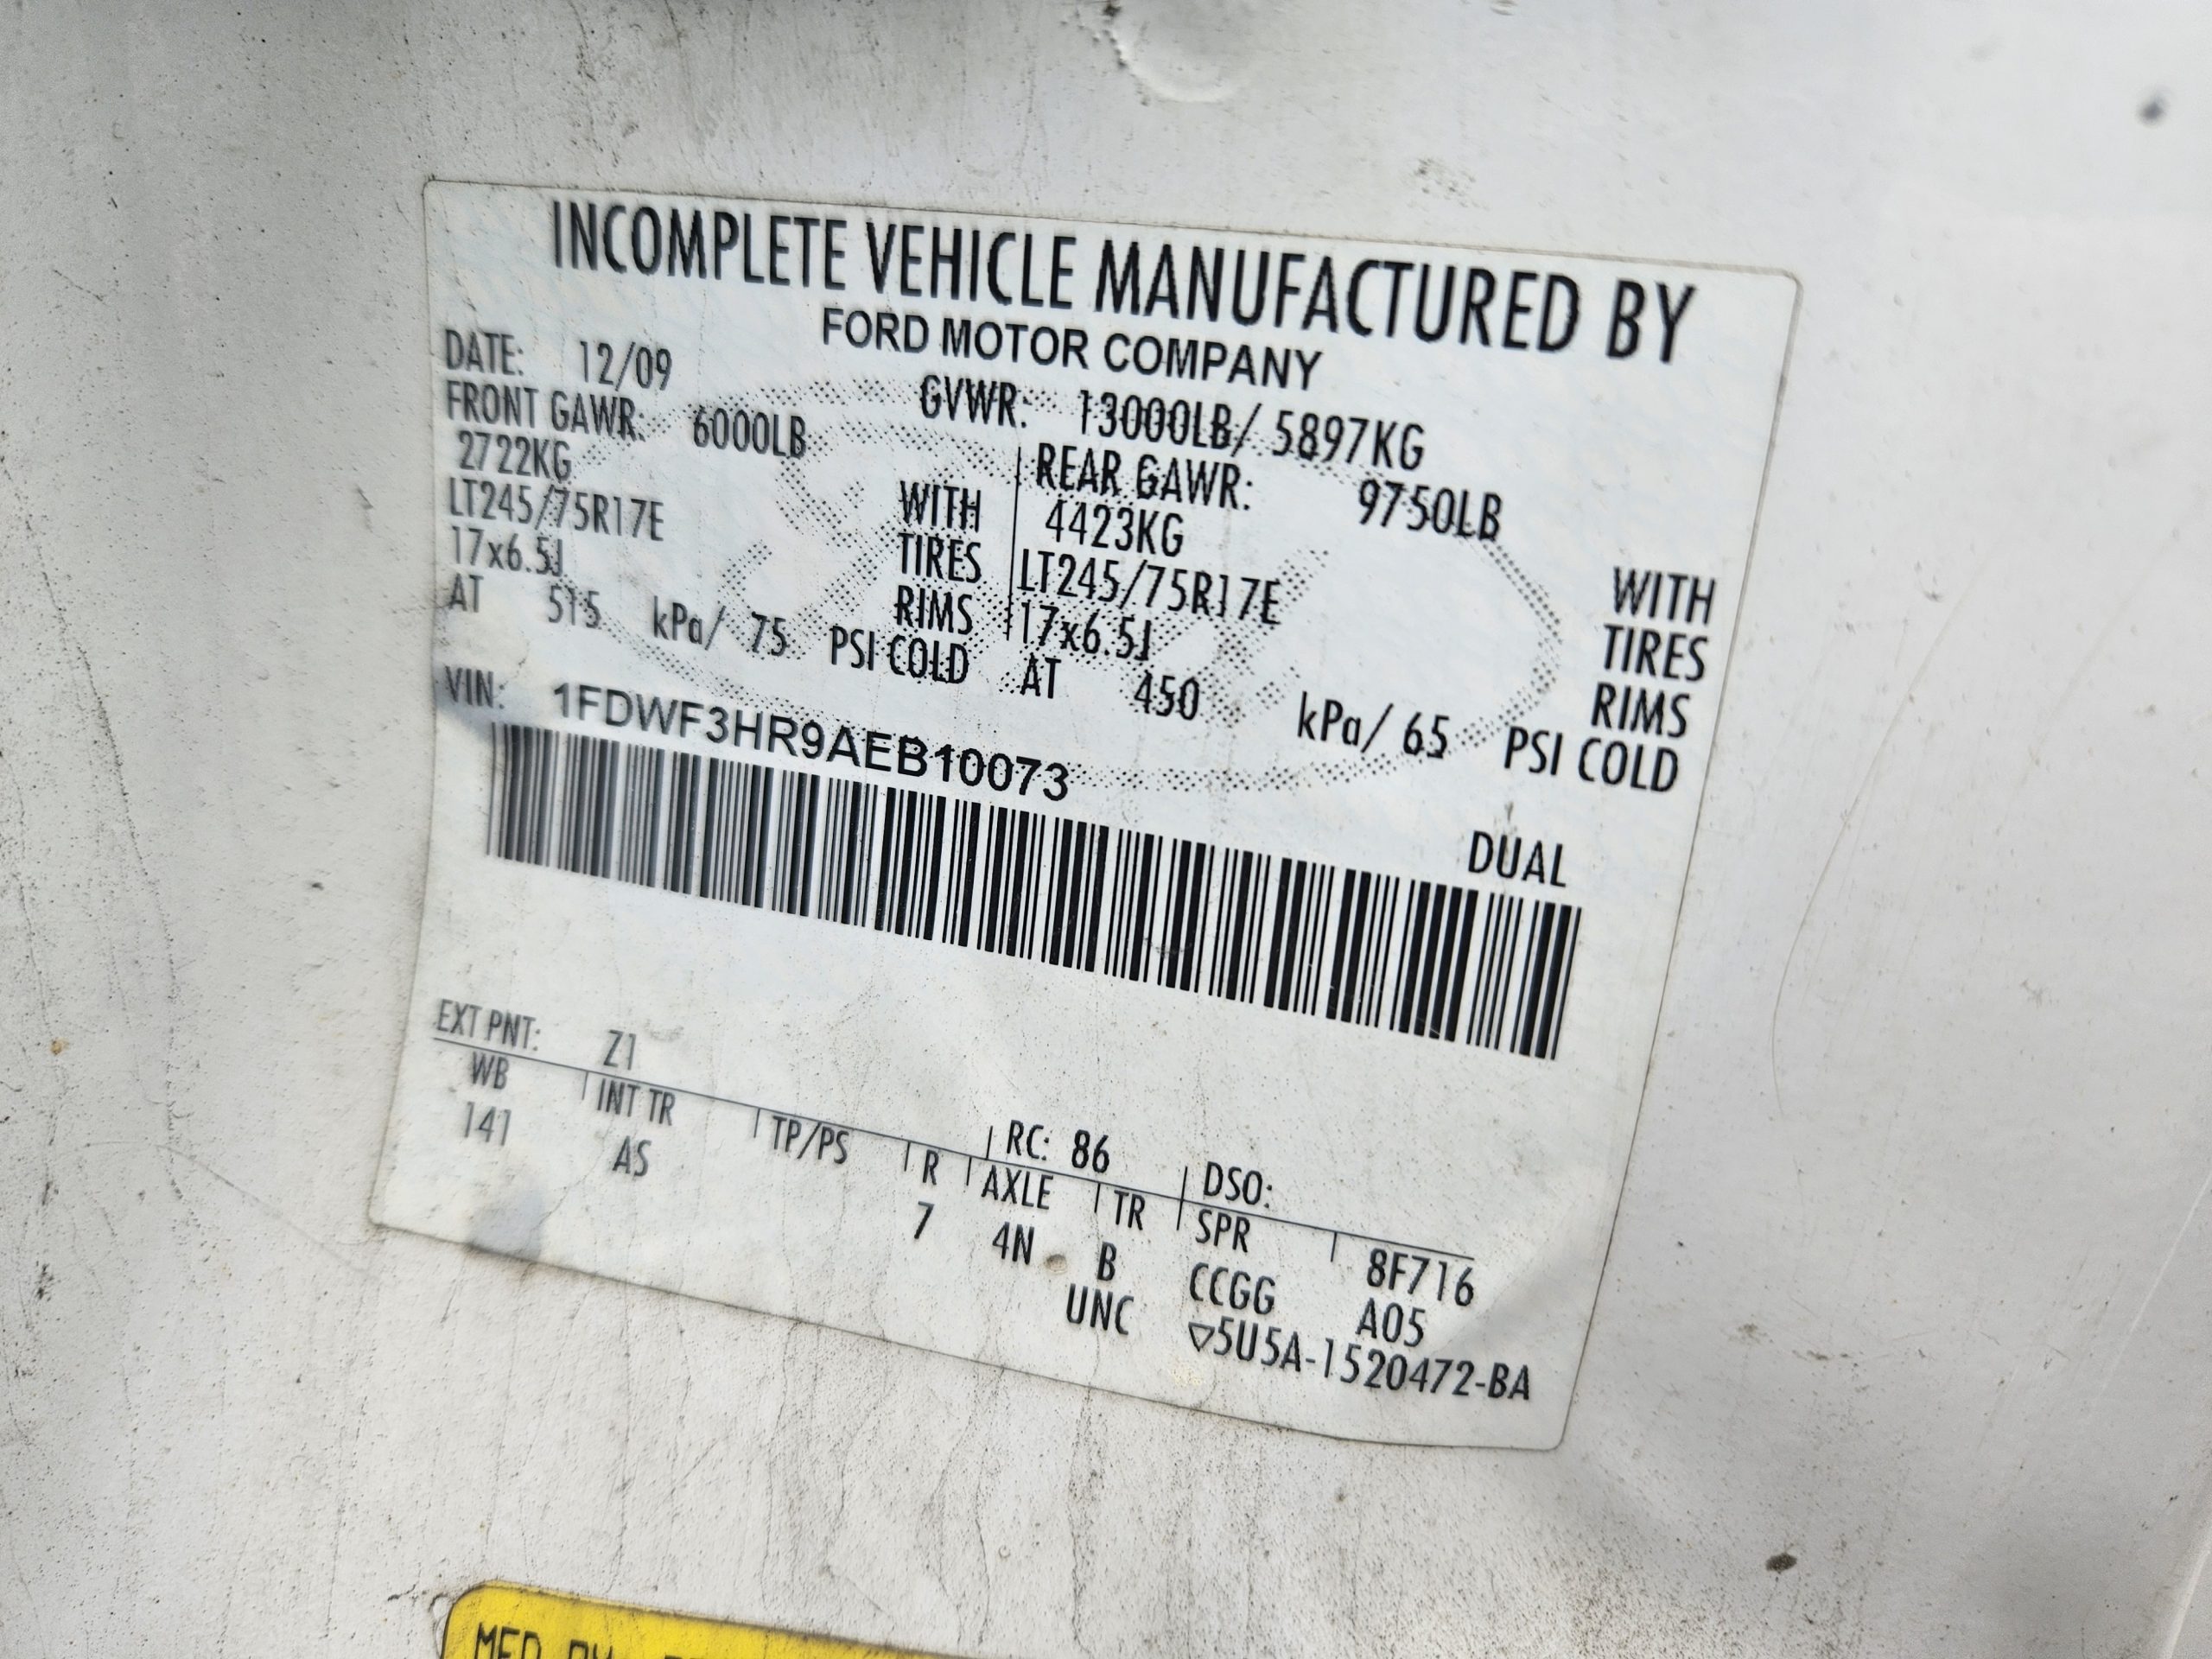 INCOMPLETE VEHICLE MANUFACTURED BY
FORD MOTOR COMPANY
DATE: 12/09
GVWR: 13000LB/ 5897KG
FRONT GAWR: 6000LB
2722KG WITH
LT245/75R17E TIRES
17x6.5J RIMS
AT 515 kPa/ 75 PSI COLD
REAR GAWR: 9750LB
4423KG WITH
LT245/75R17E TIRES
17x6.5J RIMS
AT 450 kPa/ 65 PSI COLD
VIN: 1FDWF3HR9AEB10073
DUAL
EXT PNT: Z1 RC: 86 DSO:
WB INT TR TP/PS R AXLE TR SPR 8F716
141 AS 7 4N B CCGG A05
UNC ▽5U5A-1520472-BA
MFD BY